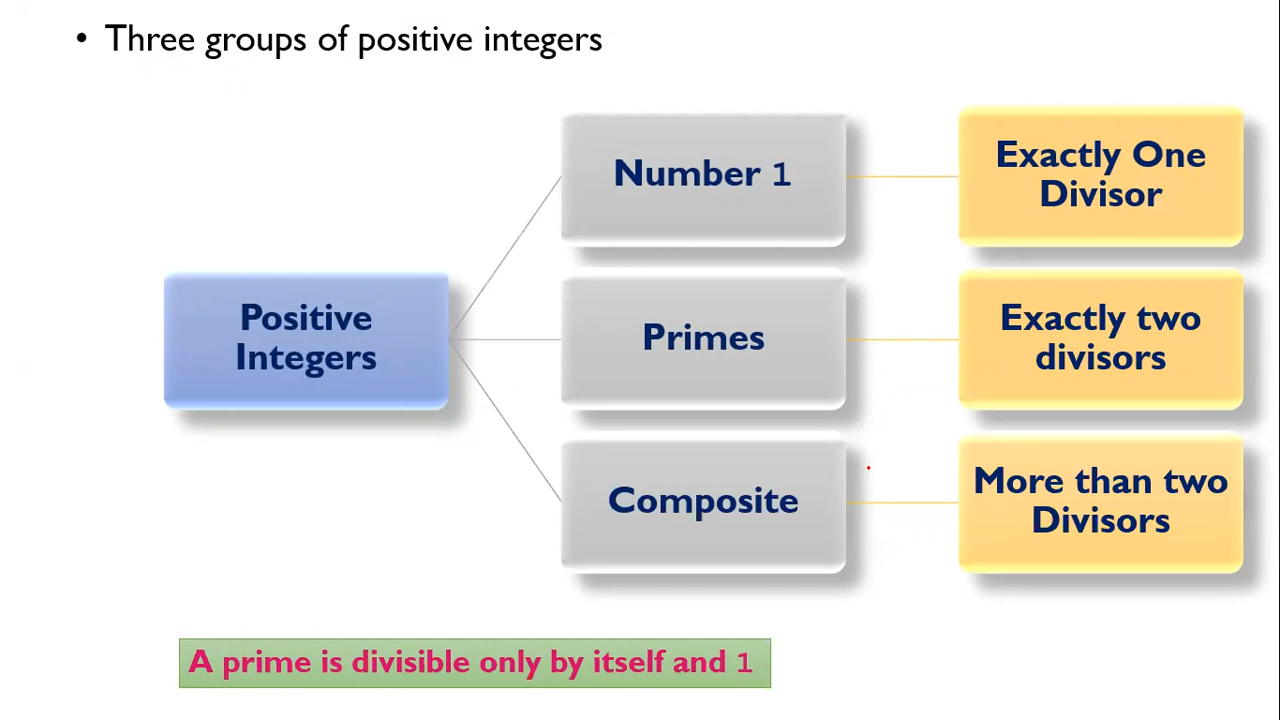 • Three groups of positive integers
Number 1
Exactly One
Divisor
Positive
Integers
Primes
Exactly two
divisors
Composite
More than two
Divisors
A prime is divisible only by itself and 1